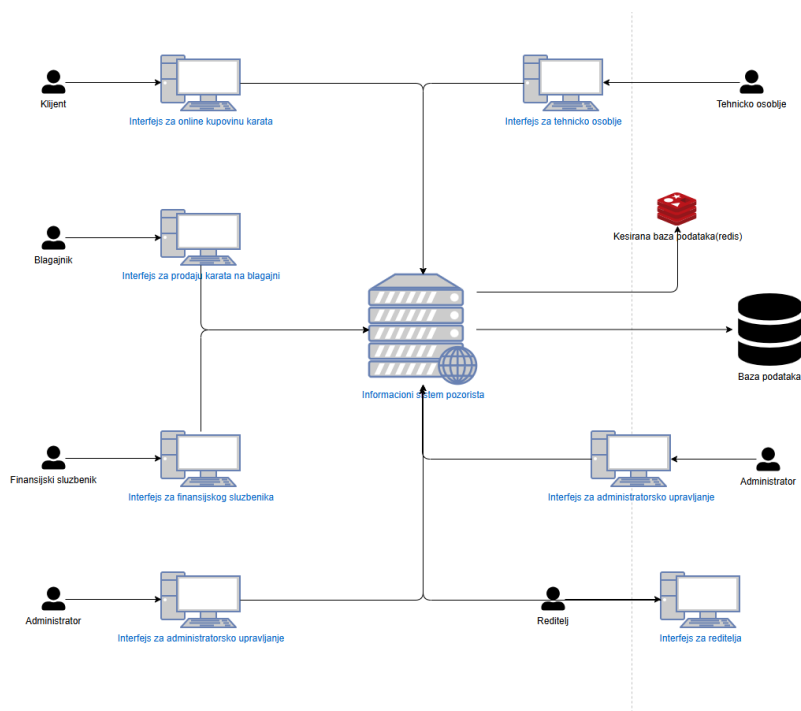 Klijent
Interfejs za online kupovinu karata
Interfejs za tehnicko osoblje
Tehnicko osoblje
Blagajnik
Interfejs za prodaju karata na blagajni
Kesirana baza podataka(redis)
Informacioni sistem pozorista
Baza podataka
Finansijski sluzbenik
Interfejs za finansijskog sluzbenika
Interfejs za administratorsko upravljanje
Administrator
Administrator
Interfejs za administratorsko upravljanje
Reditelj
Interfejs za reditelja